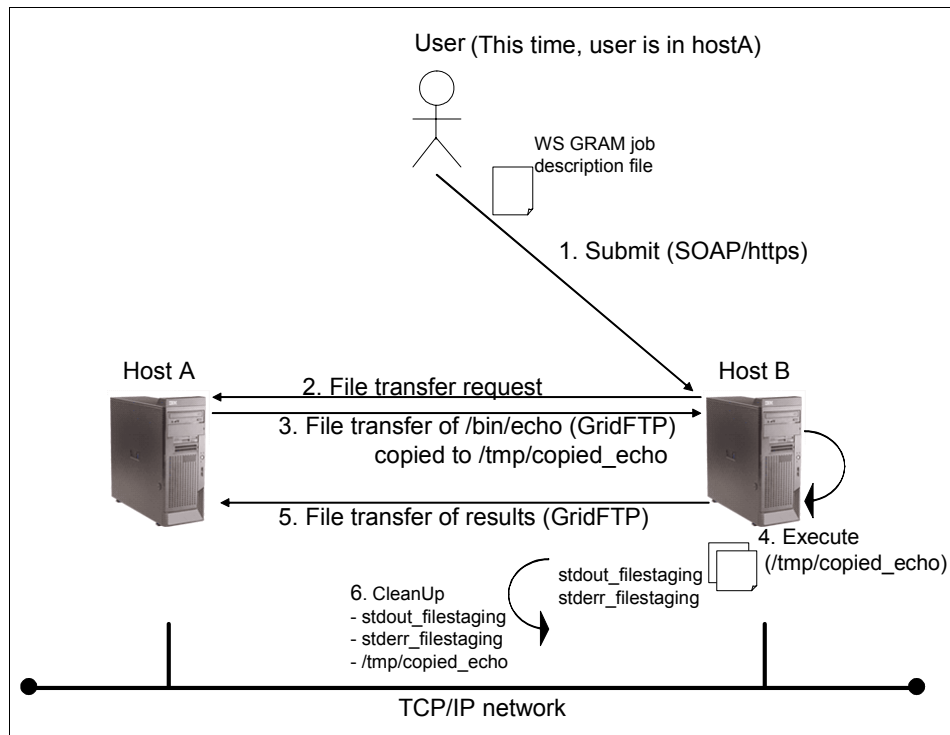 User (This time, user is in hostA)
WS GRAM job
description file
1. Submit (SOAP/https)
Host A
Host B
2. File transfer request
3. File transfer of /bin/echo (GridFTP)
copied to /tmp/copied_echo
5. File transfer of results (GridFTP)
4. Execute
(/tmp/copied_echo)
stdout_filestaging
stderr_filestaging
6. CleanUp
- stdout_filestaging
- stderr_filestaging
- /tmp/copied_echo
TCP/IP network